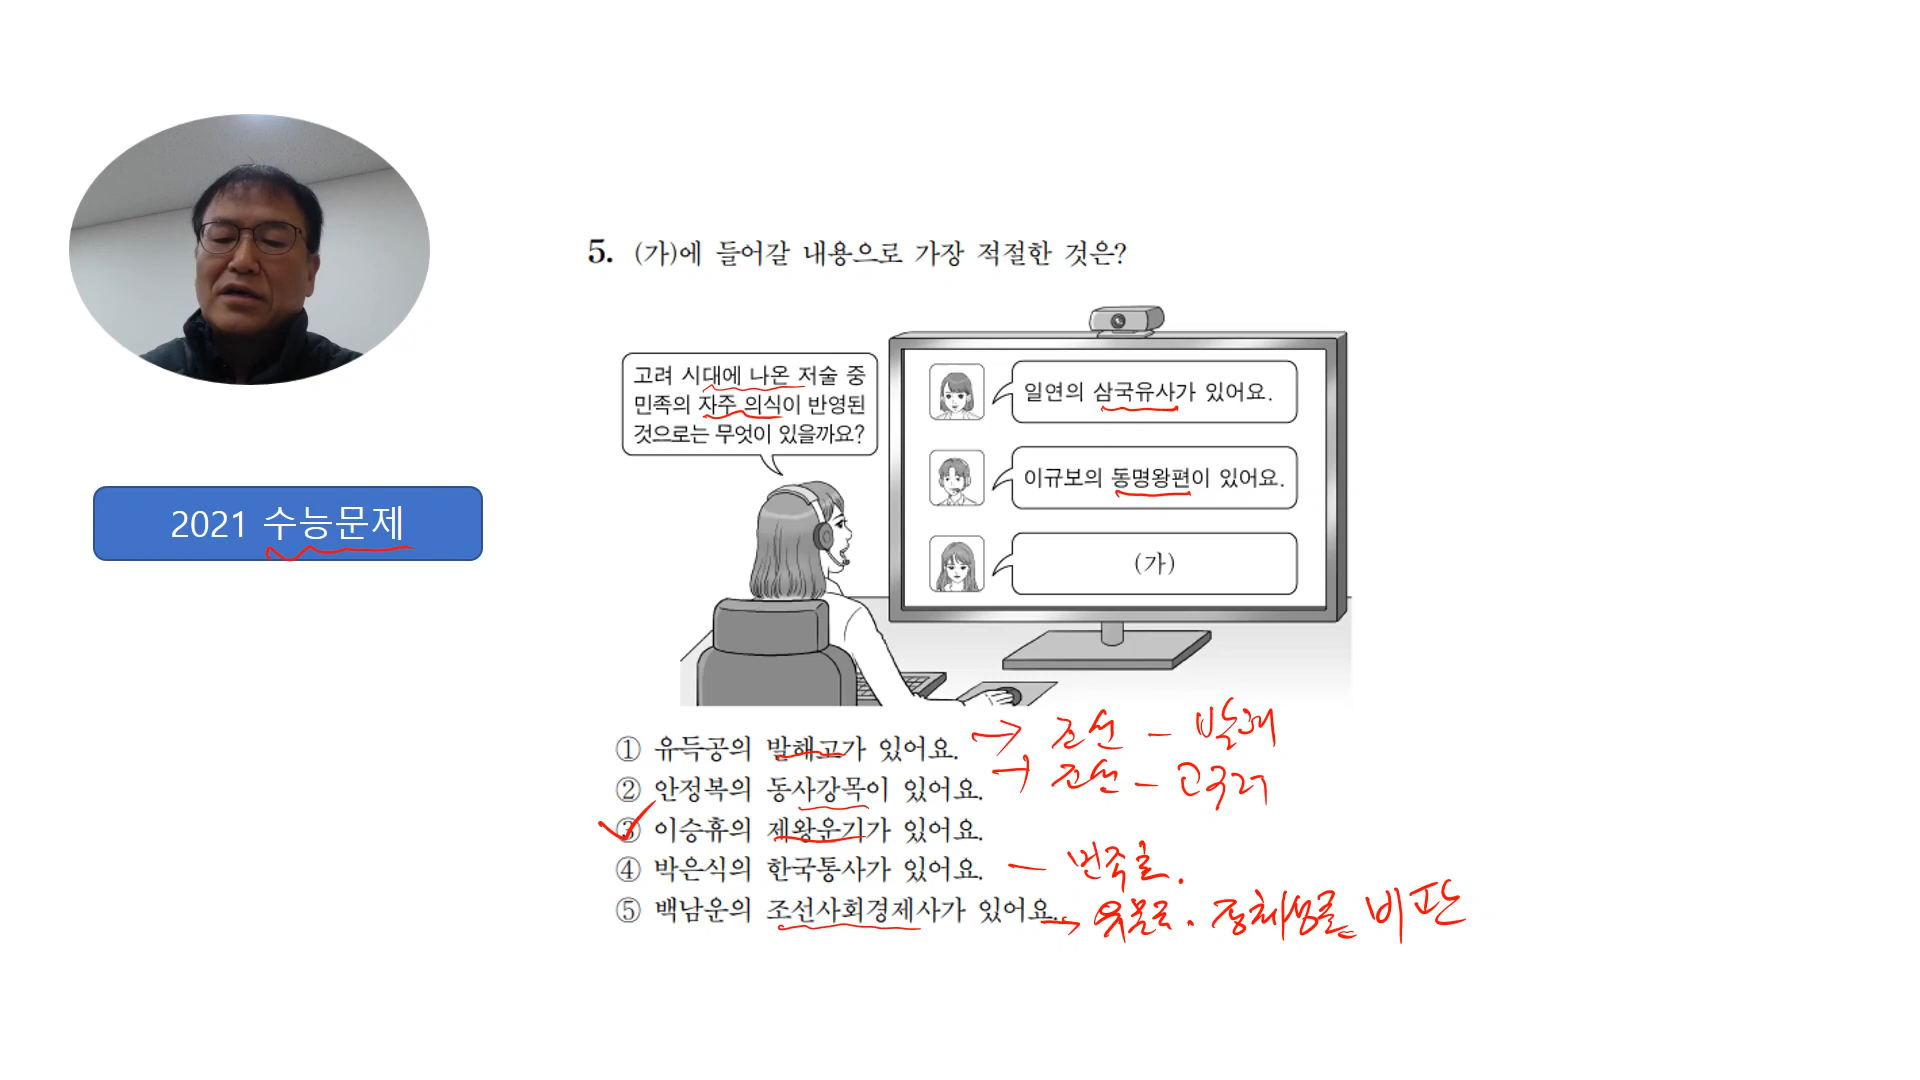 2021 수능문제
5. (가)에 들어갈 내용으로 가장 적절한 것은?
고려 시대에 나온 저술 중
민족의 자주 의식이 반영된
것으로는 무엇이 있을까요?
일연의 삼국유사가 있어요.
이규보의 동명왕편이 있어요.
(가)
① 유득공의 발해고가 있어요. → 조선 - 발해
② 안정복의 동사강목이 있어요. → 조선 - 고구려
③ 이승휴의 제왕운기가 있어요.
④ 박은식의 한국통사가 있어요. - 민족혼.
⑤ 백남운의 조선사회경제사가 있어요. → 유물론. 정체성론 비판